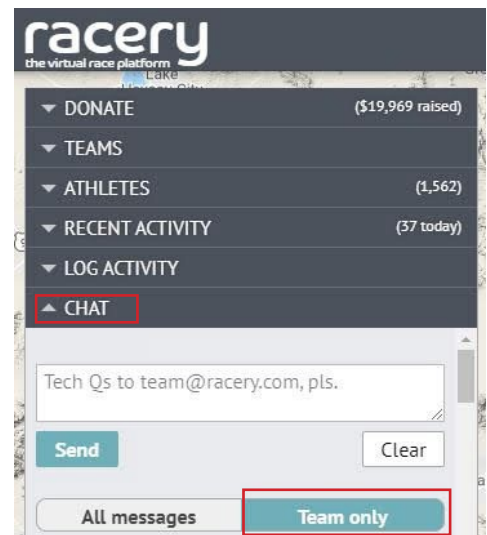 racery
the virtual race platform
Lake
DONATE ($19,969 raised)
TEAMS
ATHLETES (1,562)
RECENT ACTIVITY (37 today)
LOG ACTIVITY
CHAT
Tech Qs to team@racery.com, pls.
Send Clear
All messages Team only